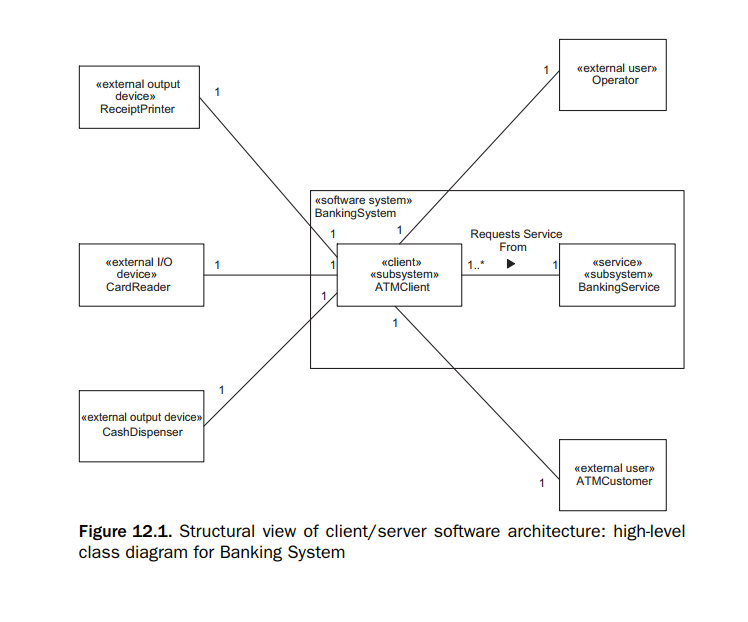 «external output
device»
ReceiptPrinter
1
1
«external user»
Operator
1
1
«software system»
BankingSystem
«external I/O
device»
CardReader
1
1
«client»
«subsystem»
ATMClient
Requests Service
From
1..*
1
«service»
«subsystem»
BankingService
«external output device»
CashDispenser
1
1
1
1
«external user»
ATMCustomer
Figure 12.1. Structural view of client/server software architecture: high-level
class diagram for Banking System